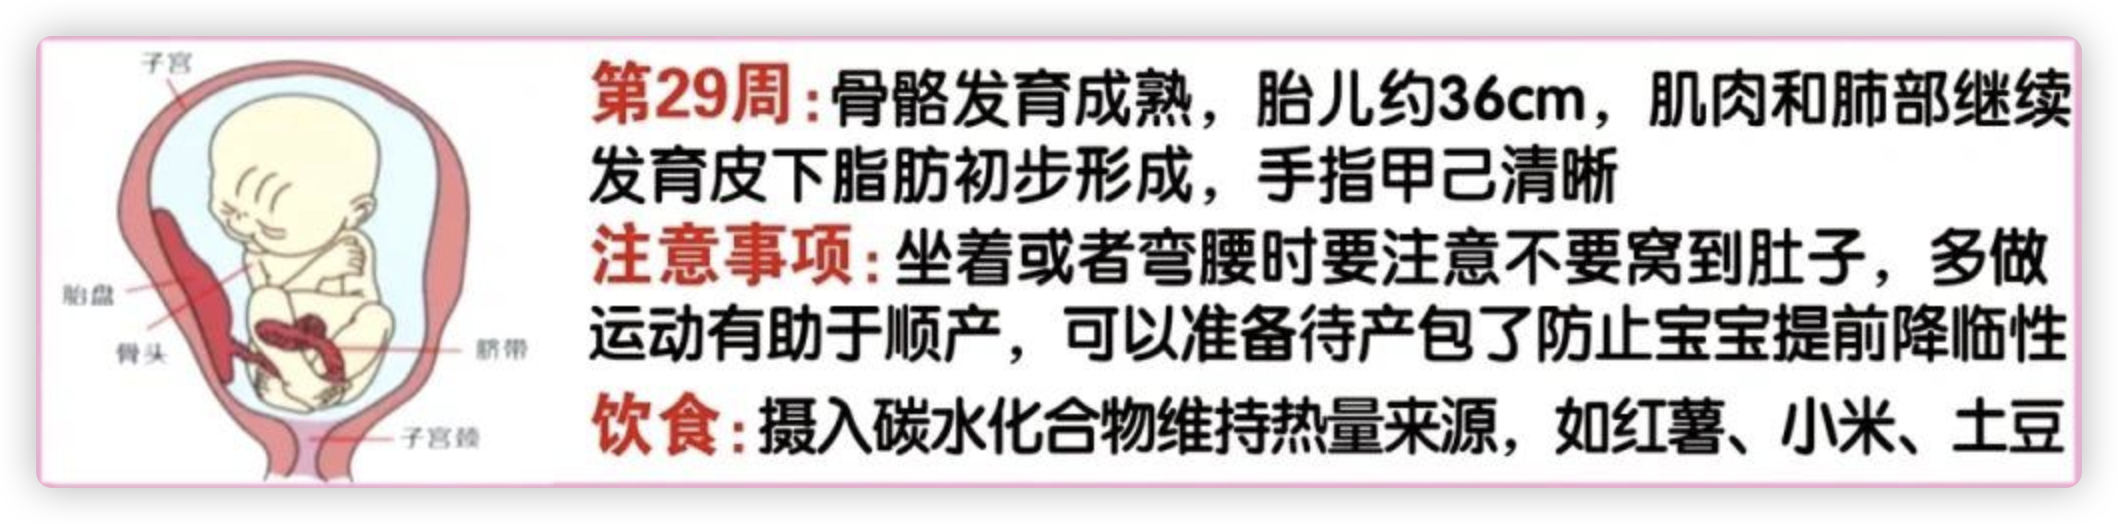 子宫
胎盘
骨头
脐带
子宫颈
第29周:骨骼发育成熟，胎儿约36cm，肌肉和肺部继续
发育皮下脂肪初步形成，手指甲己清晰
注意事项:坐着或者弯腰时要注意不要窝到肚子，多做
运动有助于顺产，可以准备待产包了防止宝宝提前降临性
饮食:摄入碳水化合物维持热量来源，如红薯、小米、土豆